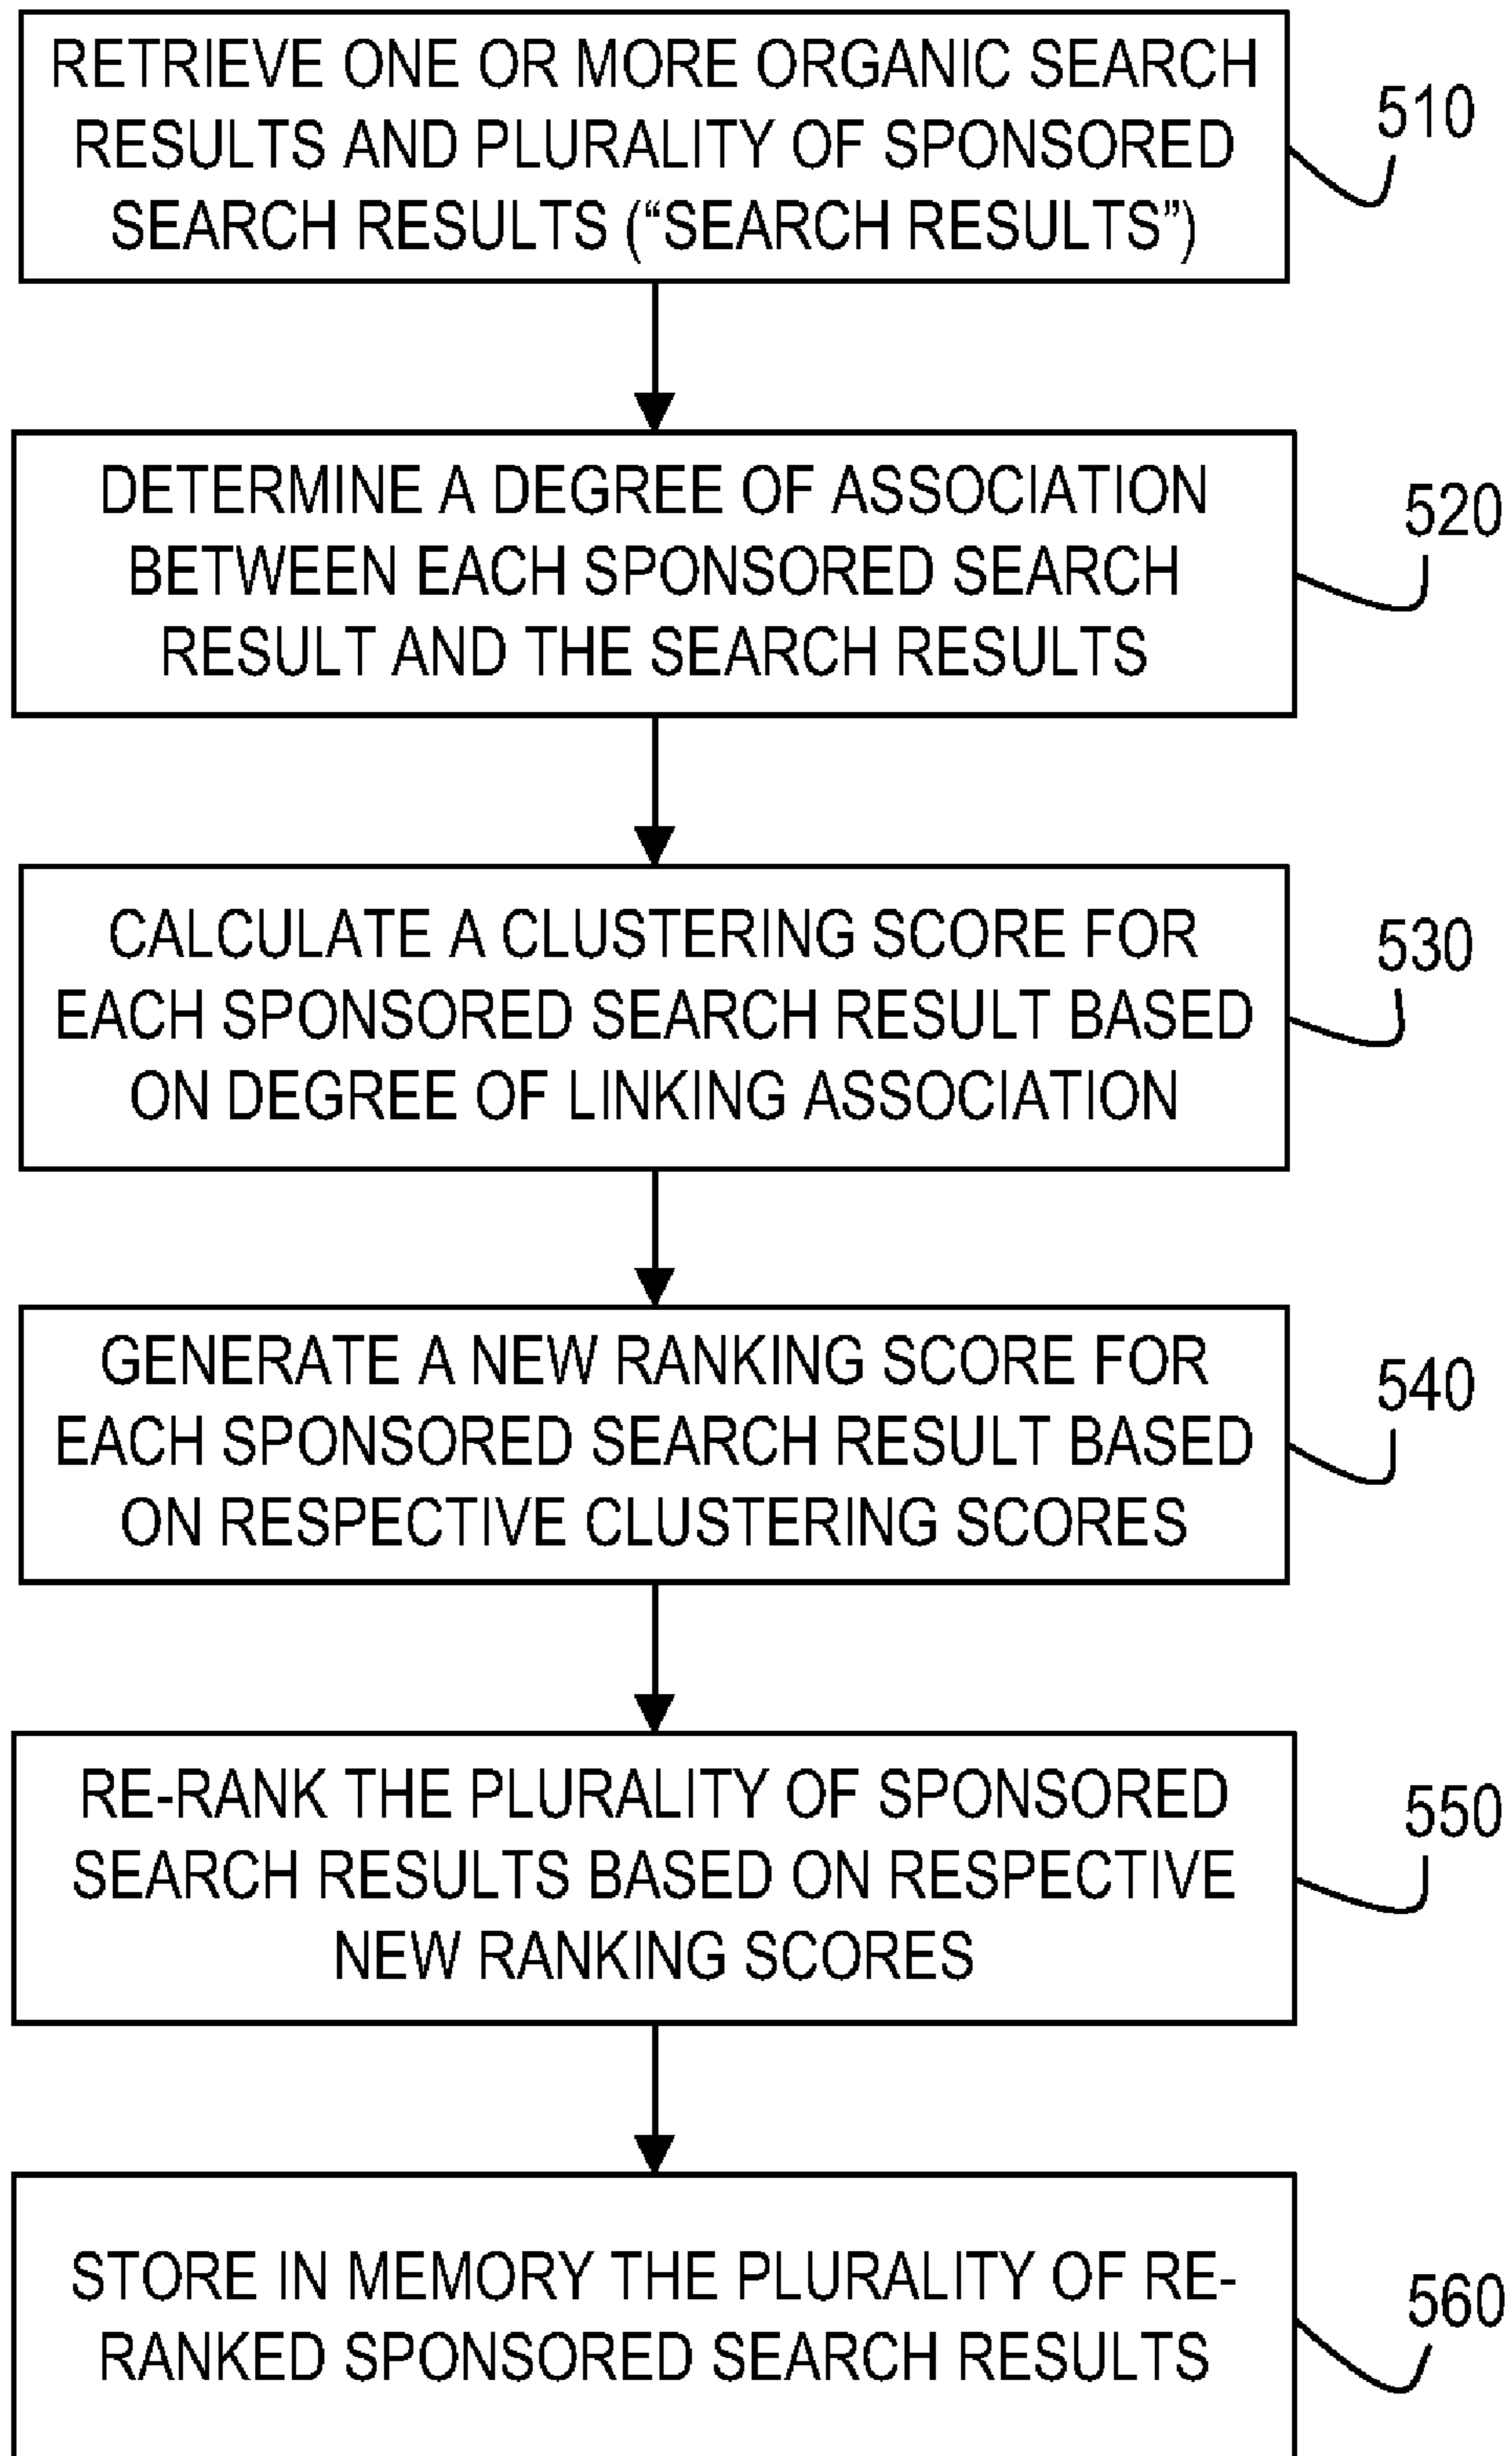 RETRIEVE ONE OR MORE ORGANIC SEARCH
RESULTS AND PLURALITY OF SPONSORED
SEARCH RESULTS (“SEARCH RESULTS”)
510
DETERMINE A DEGREE OF ASSOCIATION
BETWEEN EACH SPONSORED SEARCH
RESULT AND THE SEARCH RESULTS
520
CALCULATE A CLUSTERING SCORE FOR
EACH SPONSORED SEARCH RESULT BASED
ON DEGREE OF LINKING ASSOCIATION
530
GENERATE A NEW RANKING SCORE FOR
EACH SPONSORED SEARCH RESULT BASED
ON RESPECTIVE CLUSTERING SCORES
540
RE-RANK THE PLURALITY OF SPONSORED
SEARCH RESULTS BASED ON RESPECTIVE
NEW RANKING SCORES
550
STORE IN MEMORY THE PLURALITY OF RE-
RANKED SPONSORED SEARCH RESULTS
560